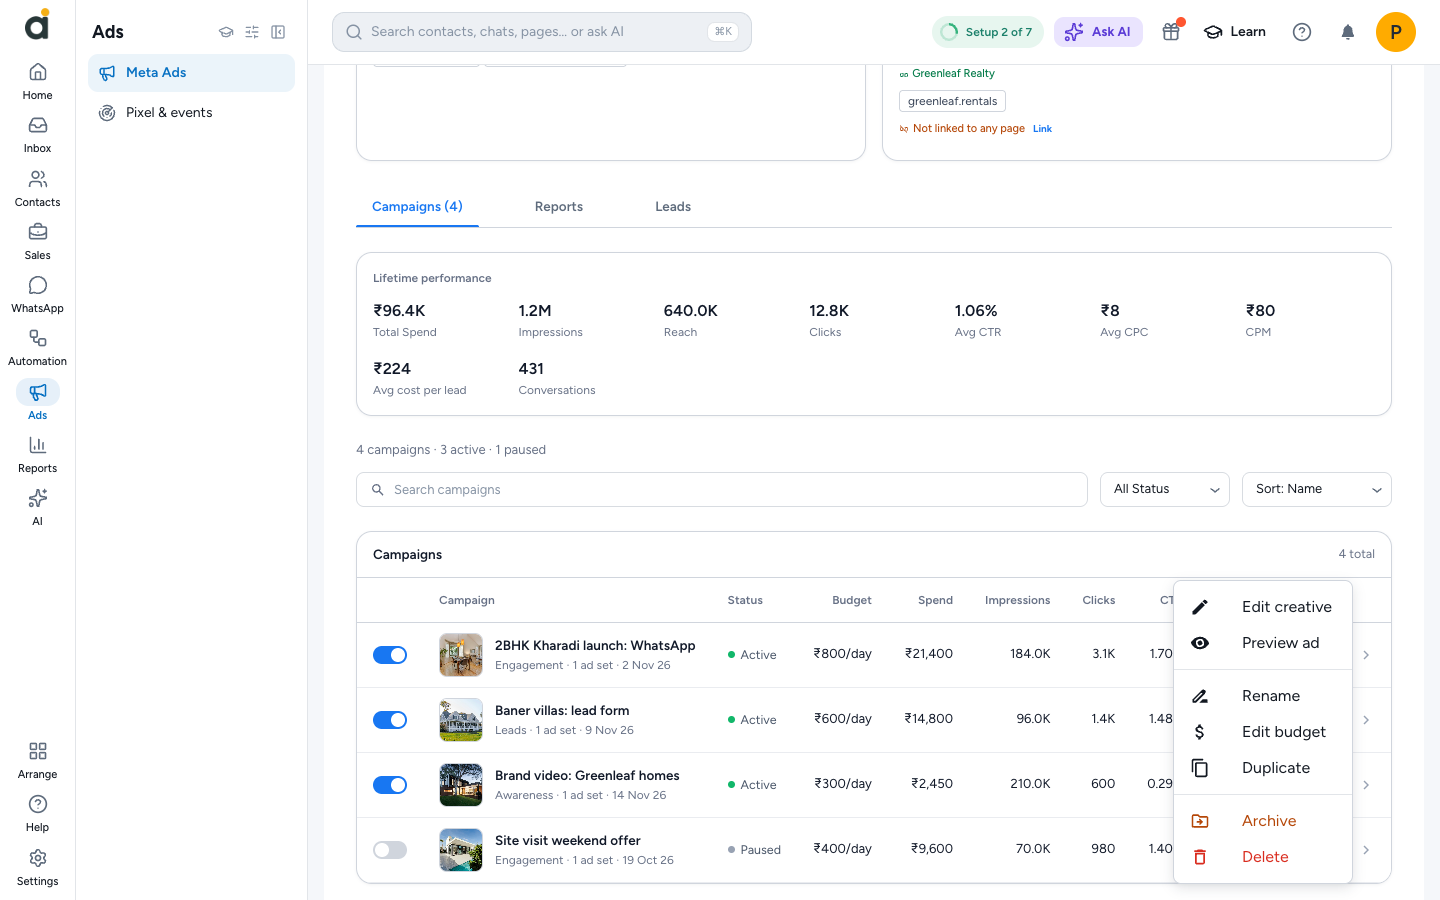 Ads
Search contacts, chats, pages... or ask AI
⌘K
Setup 2 of 7
Ask AI
Learn
P
Home
Inbox
Contacts
Sales
WhatsApp
Automation
Ads
Reports
AI
Arrange
Help
Settings
Meta Ads
Pixel & events
Greenleaf Realty
greenleaf.rentals
Not linked to any page Link
Campaigns (4)
Reports
Leads
Lifetime performance
₹96.4K
Total Spend
1.2M
Impressions
640.0K
Reach
12.8K
Clicks
1.06%
Avg CTR
₹8
Avg CPC
₹80
CPM
₹224
Avg cost per lead
431
Conversations
4 campaigns · 3 active · 1 paused
Search campaigns
All Status
Sort: Name
Campaigns
4 total
Campaign Status Budget Spend Impressions Clicks
2BHK Kharadi launch: WhatsApp
Engagement · 1 ad set · 2 Nov 26
Active ₹800/day ₹21,400 184.0K 3.1K 1.70
Baner villas: lead form
Leads · 1 ad set · 9 Nov 26
Active ₹600/day ₹14,800 96.0K 1.4K 1.48
Brand video: Greenleaf homes
Awareness · 1 ad set · 14 Nov 26
Active ₹300/day ₹2,450 210.0K 600 0.29
Site visit weekend offer
Engagement · 1 ad set · 19 Oct 26
Paused ₹400/day ₹9,600 70.0K 980 1.40
Edit creative
Preview ad
Rename
Edit budget
Duplicate
Archive
Delete